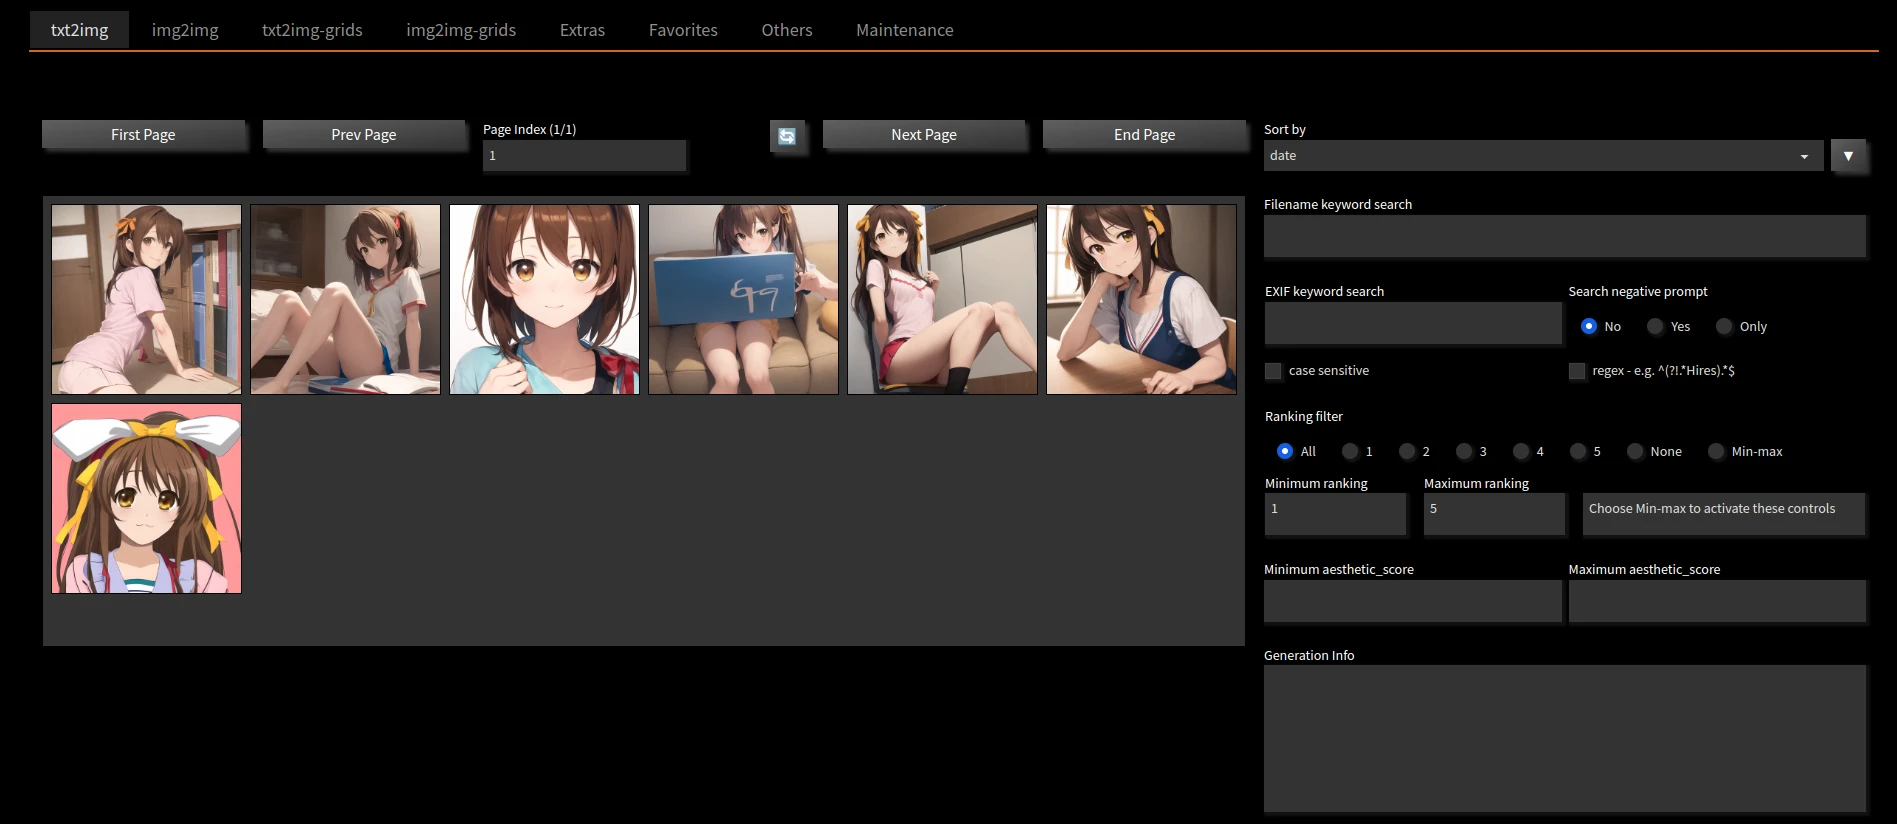 txt2img img2img txt2img-grids img2img-grids Extras Favorites Others Maintenance
First Page
Prev Page
Page Index (1/1)
1
Next Page
End Page
Sort by
date
Filename keyword search
EXIF keyword search
Search negative prompt
No Yes Only
case sensitive
regex - e.g. ^(?!.*Hires).*$
Ranking filter
All 1 2 3 4 5 None Min-max
Minimum ranking
1
Maximum ranking
5
Choose Min-max to activate these controls
Minimum aesthetic_score
Maximum aesthetic_score
Generation Info